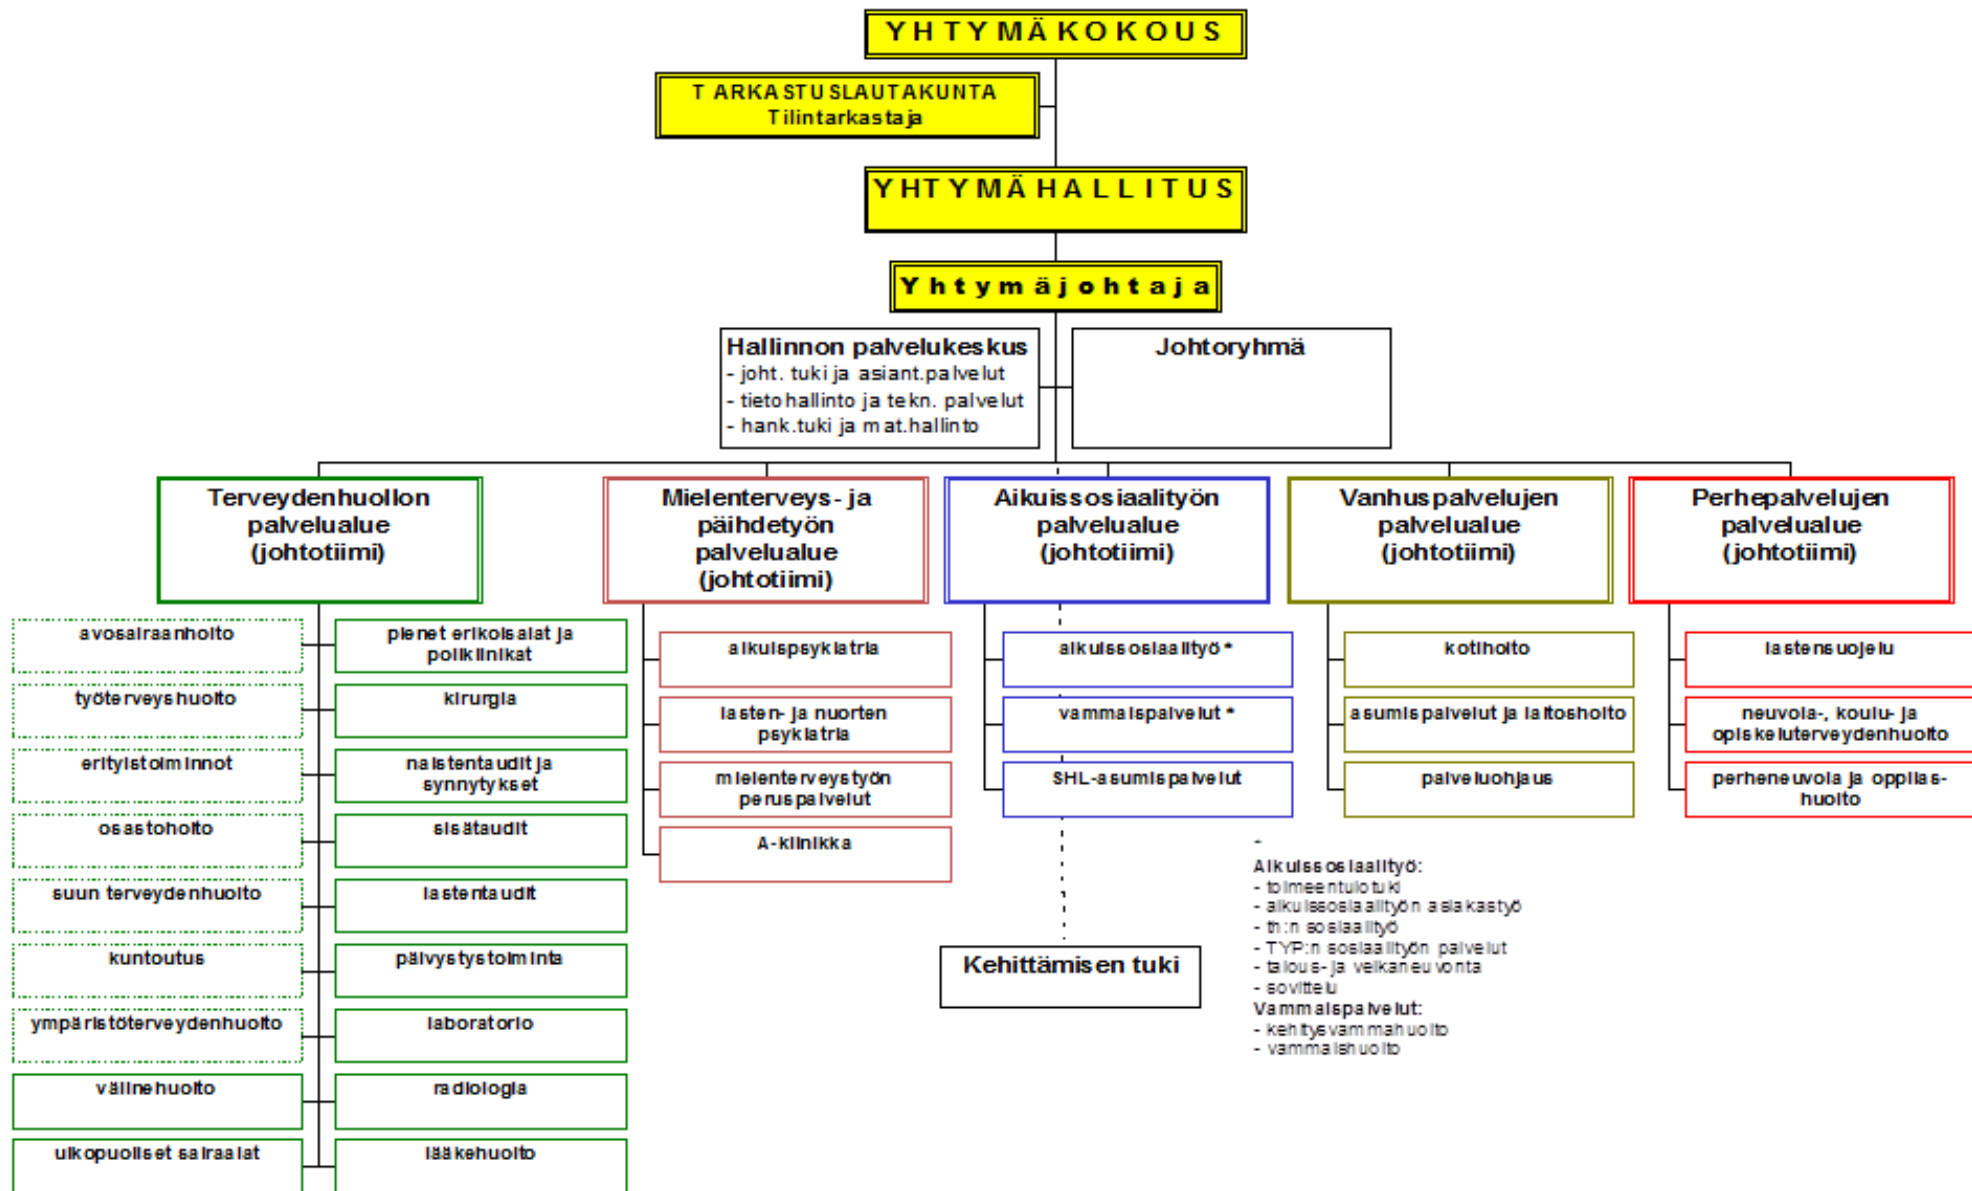 YHTYMÄKOKOUS
TARKASTUSLAUTAKUNTA
Tilintarkastaja
YHTYMÄHALLITUS
Yhtymäjohtaja
Hallinnon palvelukeskus
- joht. tuki ja asiant.palvelut
- tietohallinto ja tekn. palvelut
- hank.tuki ja mat.hallinto
Johtoryhmä
Terveydenhuollon
palvelualue
(johtotiimi)
Mielenterveys- ja
päihdetyön
palvelualue
(johtotiimi)
Aikuissosiaalityön
palvelualue
(johtotiimi)
Vanhuspalvelujen
palvelualue
(johtotiimi)
Perhepalvelujen
palvelualue
(johtotiimi)
avosairaanhoito
työterveyshuolto
erityistoiminnot
osastohoito
suun terveydenhuolto
kuntoutus
ympäristöterveydenhuolto
välinehuolto
ulkopuoliset sairaalat
pienet erikoisalat ja
poliklinikat
kirurgia
naistentaudit ja
synnytykset
sisätaudit
lastentaudit
päivystystoiminta
laboratorio
radiologia
lääkehuolto
aikuispsykiatria
lasten- ja nuorten
psykiatria
mielenterveystyön
peruspalvelut
A-klinikka
aikuissosiaalityö *
vammaispalvelut *
SHL-asumispalvelut
Kehittämisen tuki
kotihoito
asumispalvelut ja laitoshoito
palveluohjaus
lastensuojelu
neuvola-, koulu- ja
opiskeluterveydenhuolto
perheneuvola ja oppilas-
huolto
-
Aikuissosiaalityö:
- toimeentulotuki
- aikuissosiaalityön asiakastyö
- th:n sosiaalityö
- TYP:n sosiaalityön palvelut
- talous- ja velkaneuvonta
- sovittelu
Vammaispalvelut:
- kehitysvammahuolto
- vammaishuolto